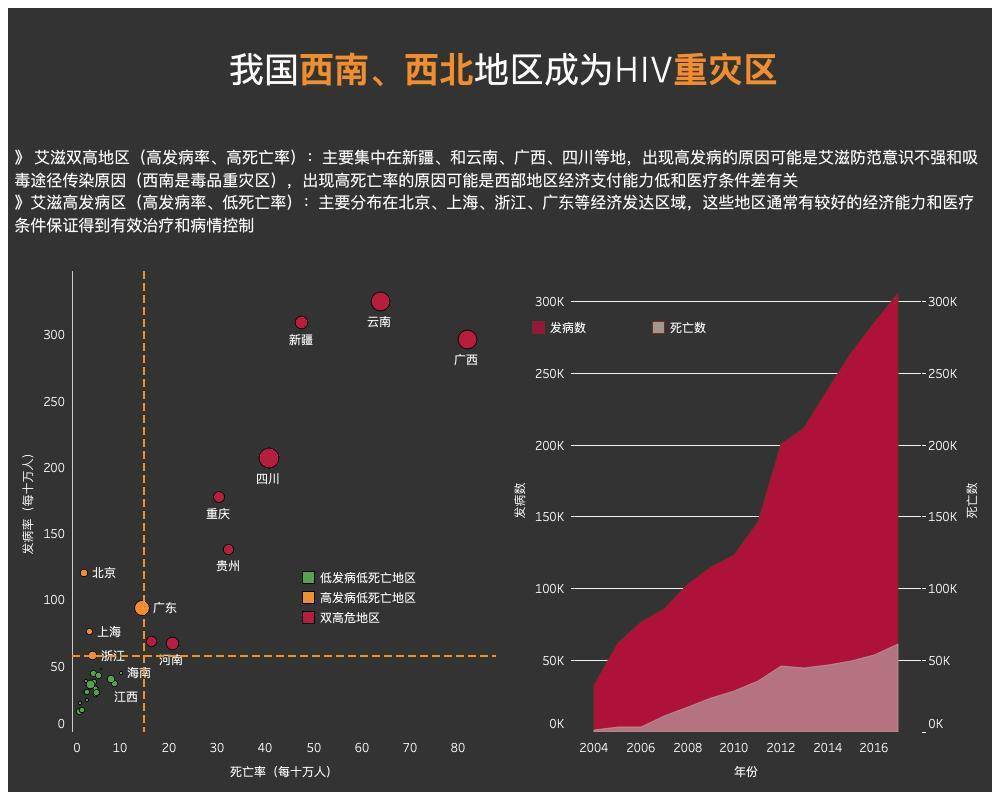 我国西南、西北地区成为HIV重灾区
》 艾滋双高地区（高发病率、高死亡率）：主要集中在新疆、和云南、广西、四川等地，出现高发病的原因可能是艾滋防范意识不强和吸
毒途径传染原因（西南是毒品重灾区），出现高死亡率的原因可能是西部地区经济支付能力低和医疗条件差有关
》艾滋高发病区（高发病率、低死亡率）：主要分布在北京、上海、浙江、广东等经济发达区域，这些地区通常有较好的经济能力和医疗
条件保证得到有效治疗和病情控制
发病率（每十万人）
300
250
200
150
100
50
0
云南
新疆
广西
四川
重庆
贵州
北京
广东
上海
浙江
河南
海南
江西
低发病低死亡地区
高发病低死亡地区
双高危地区
0 10 20 30 40 50 60 70 80
死亡率（每十万人）
发病数
300K
250K
200K
150K
100K
50K
0K
发病数 死亡数
300K
250K
200K
150K
100K
50K
0K
死亡数
2004 2006 2008 2010 2012 2014 2016
年份